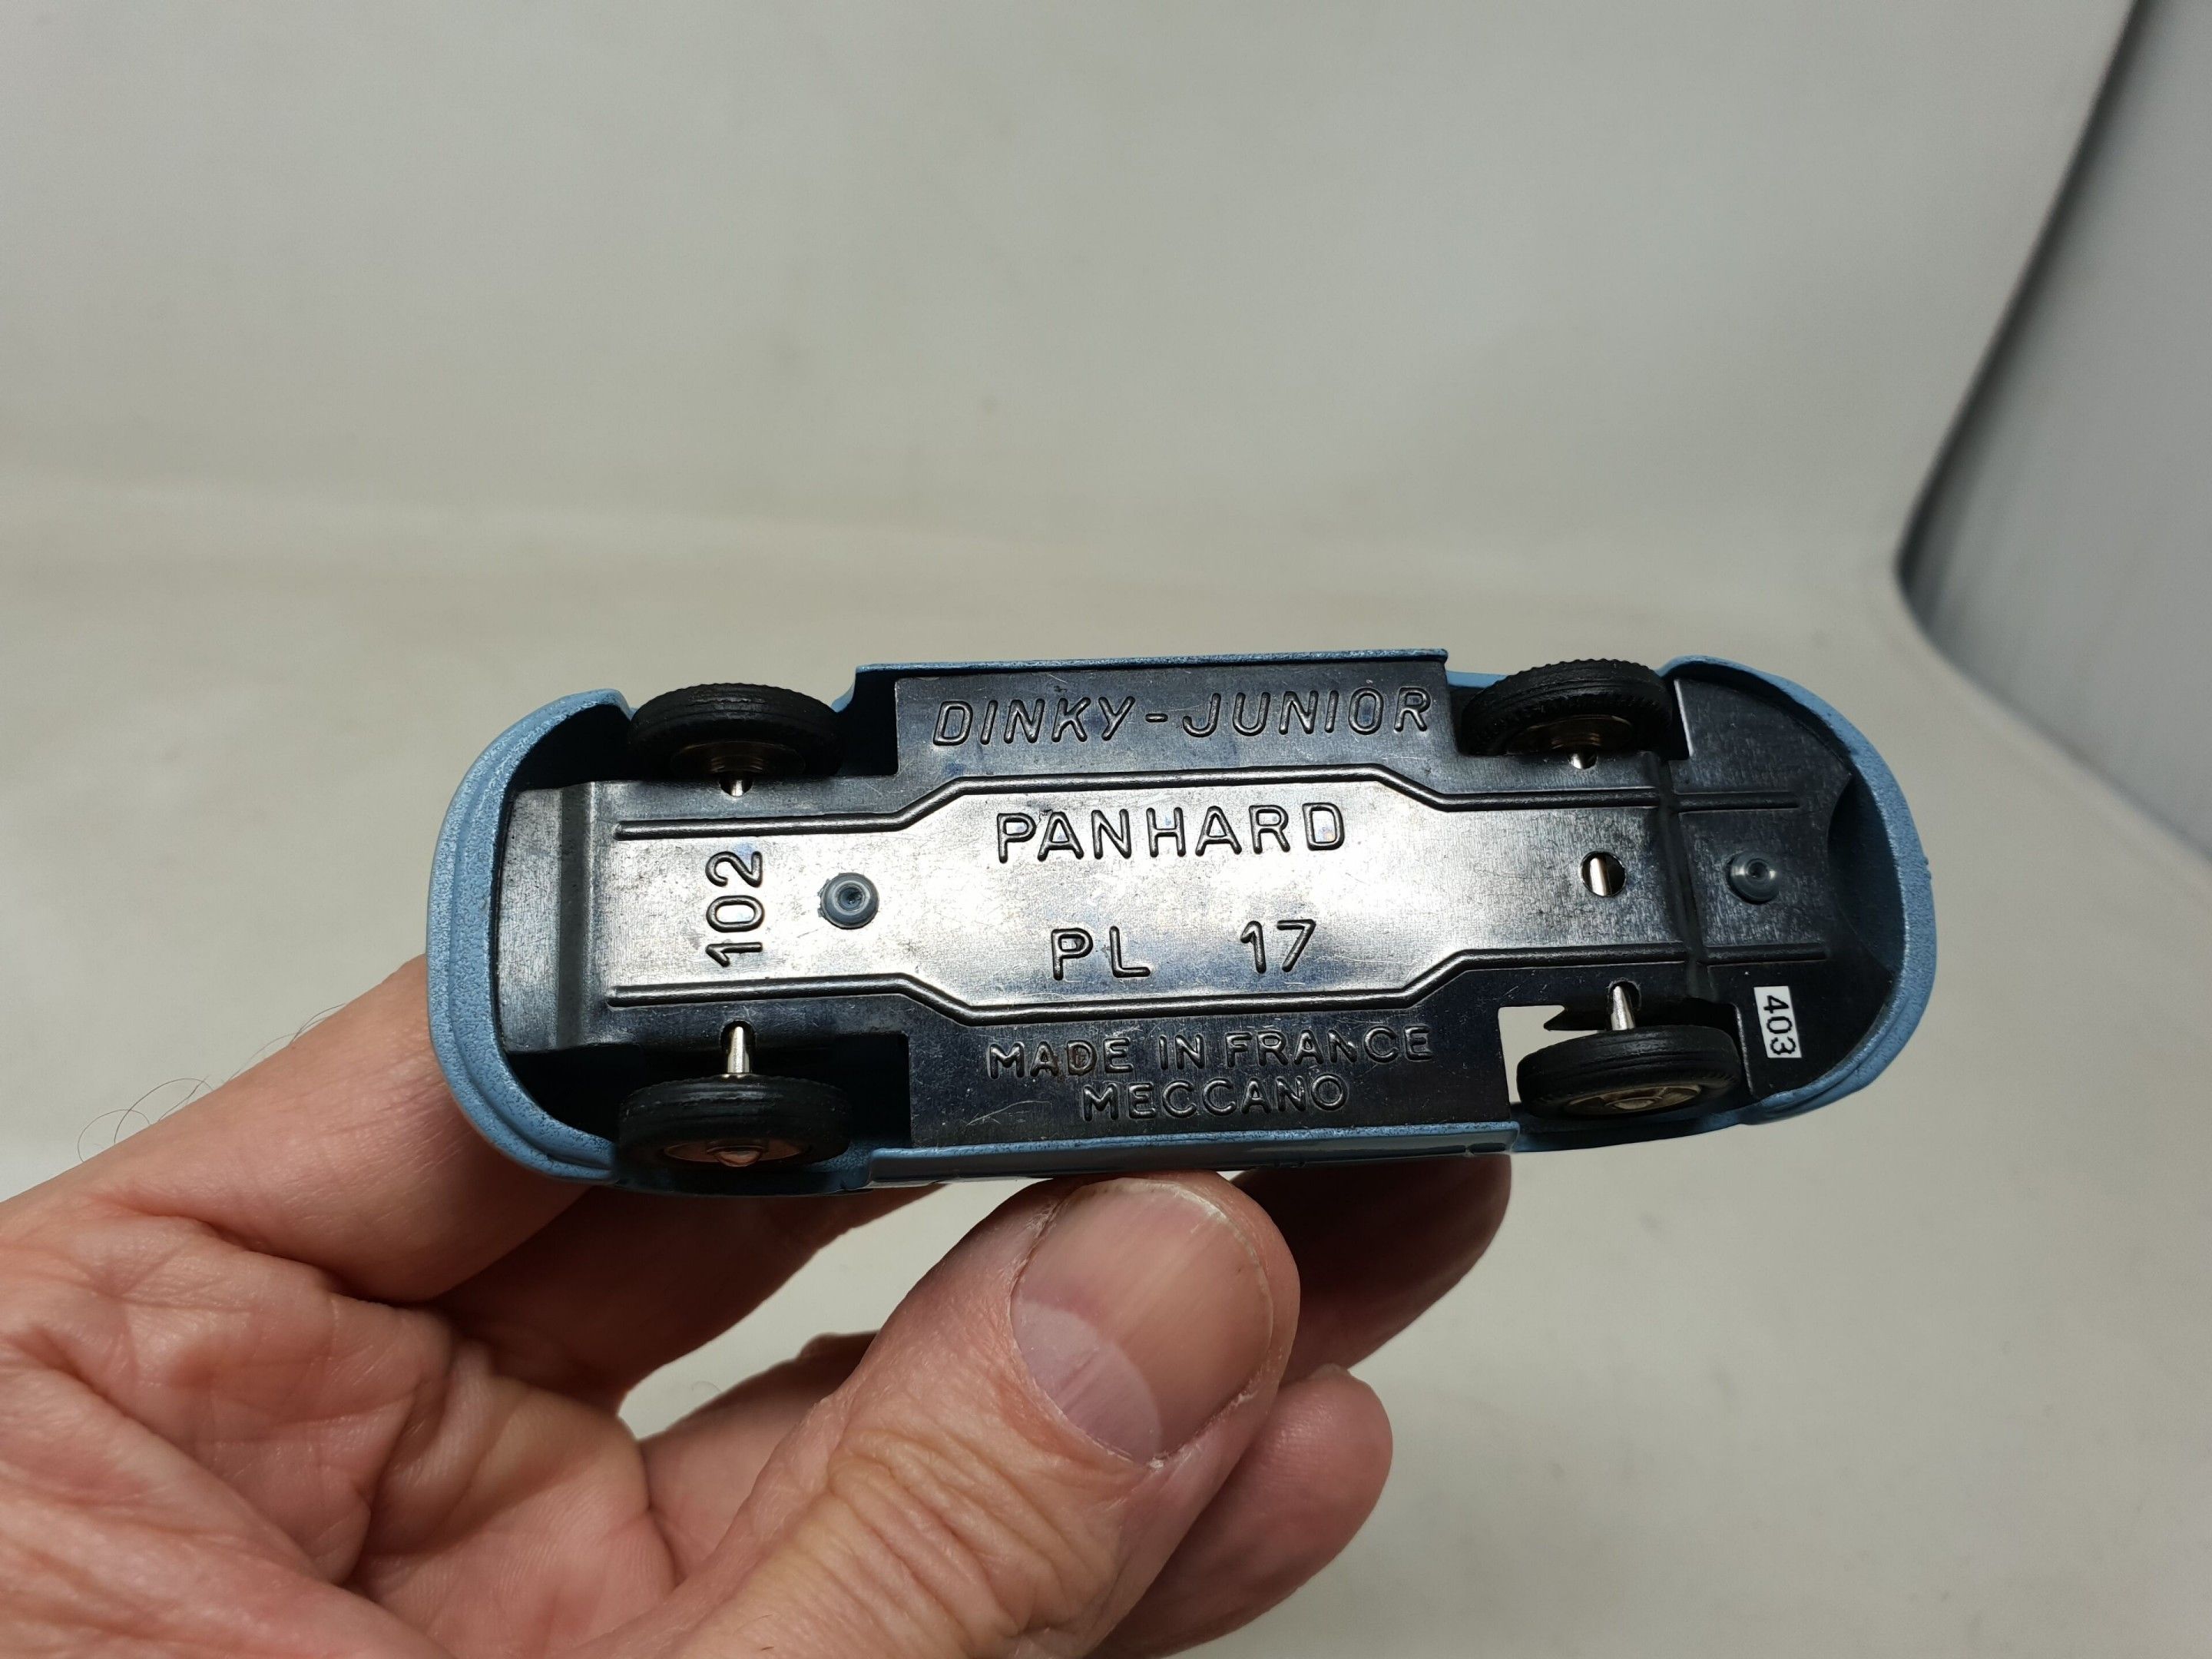 DINKY-JUNIOR
PANHARD
PL 17
102
MADE IN FRANCE
MECCANO
403